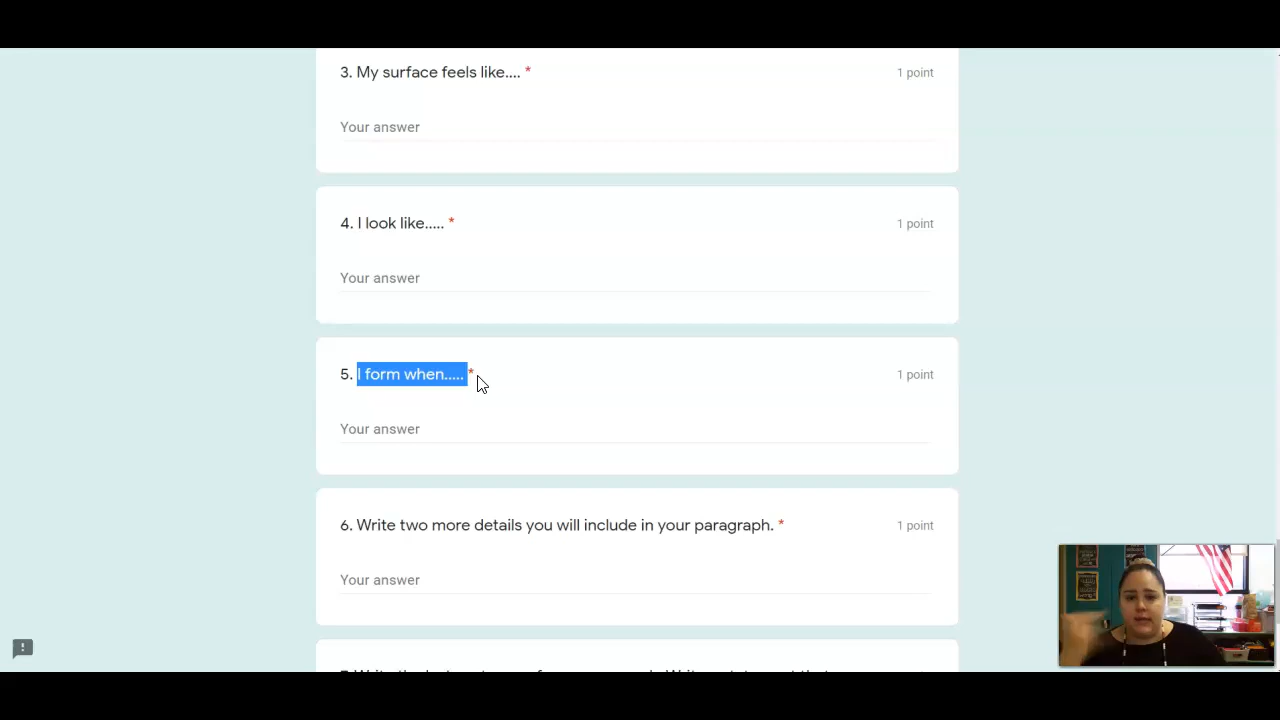 3. My surface feels like.... *
1 point
Your answer
4. I look like..... *
1 point
Your answer
5. I form when..... *
1 point
Your answer
6. Write two more details you will include in your paragraph. *
1 point
Your answer